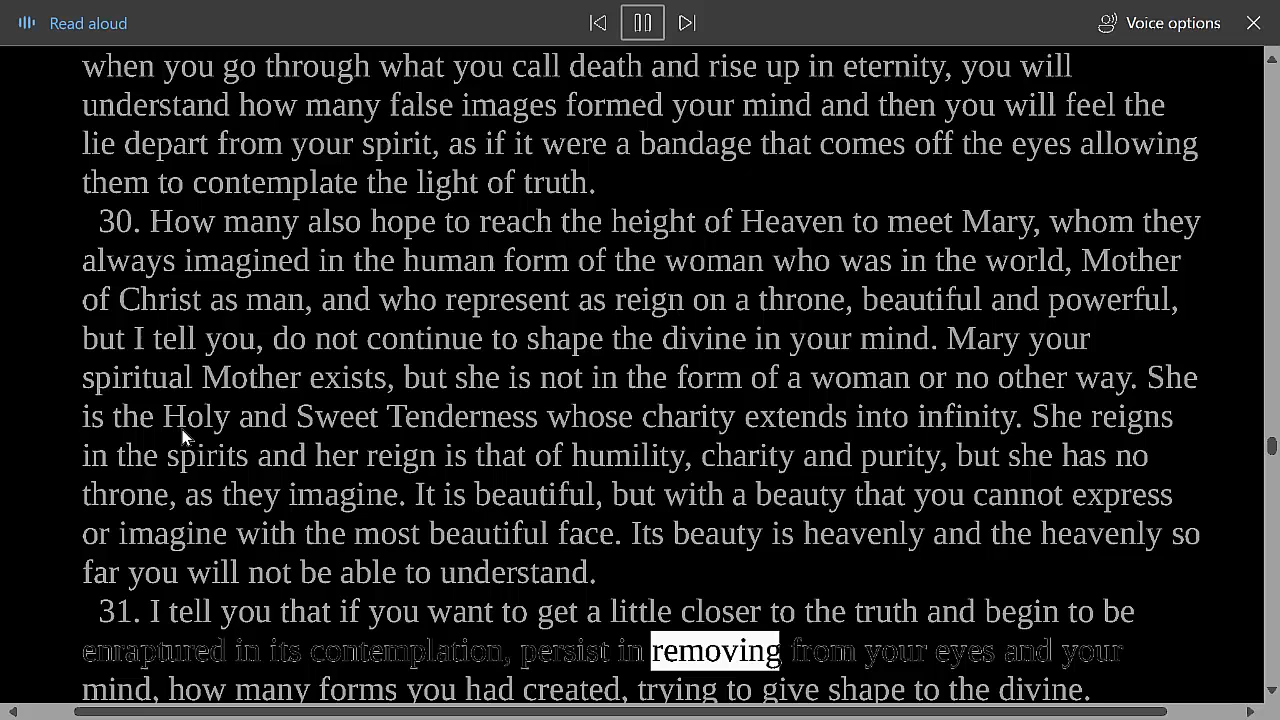 Read aloud
Voice options
when you go through what you call death and rise up in eternity, you will
understand how many false images formed your mind and then you will feel the
lie depart from your spirit, as if it were a bandage that comes off the eyes allowing
them to contemplate the light of truth.
30. How many also hope to reach the height of Heaven to meet Mary, whom they
always imagined in the human form of the woman who was in the world, Mother
of Christ as man, and who represent as reign on a throne, beautiful and powerful,
but I tell you, do not continue to shape the divine in your mind. Mary your
spiritual Mother exists, but she is not in the form of a woman or no other way. She
is the Holy and Sweet Tenderness whose charity extends into infinity. She reigns
in the spirits and her reign is that of humility, charity and purity, but she has no
throne, as they imagine. It is beautiful, but with a beauty that you cannot express
or imagine with the most beautiful face. Its beauty is heavenly and the heavenly so
far you will not be able to understand.
31. I tell you that if you want to get a little closer to the truth and begin to be
enraptured in its contemplation, persist in removing from your eyes and your
mind, how many forms you had created, trying to give shape to the divine.